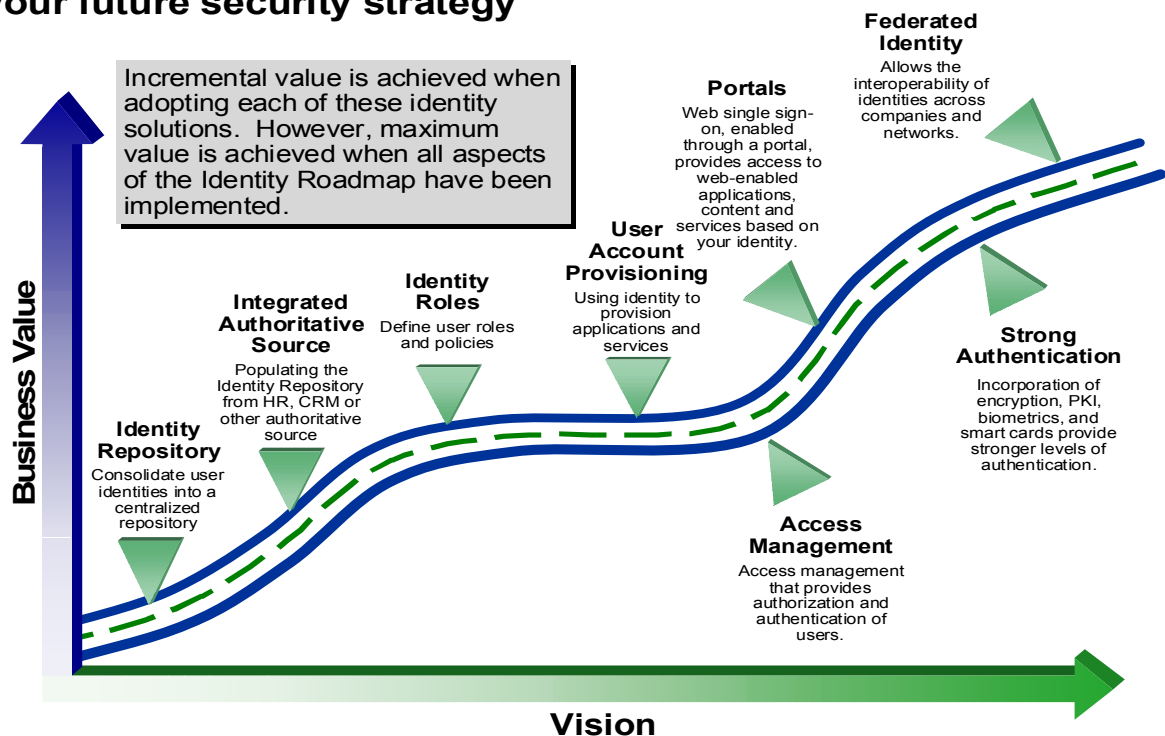 your future security strategy
Incremental value is achieved when
adopting each of these identity
solutions.  However, maximum
value is achieved when all aspects
of the Identity Roadmap have been
implemented.
Business Value
Identity
Repository
Consolidate user
identities into a
centralized
repository
Integrated
Authoritative
Source
Populating the
Identity Repository
from HR, CRM or
other authoritative
source
Identity
Roles
Define user roles
and policies
User
Account
Provisioning
Using identity to
provision
applications and
services
Portals
Web single sign-
on, enabled
through a portal,
provides access to
web-enabled
applications,
content and
services based on
your identity.
Federated
Identity
Allows the
interoperability of
identities across
companies and
networks.
Access
Management
Access management
that provides
authorization and
authentication of
users.
Strong
Authentication
Incorporation of
encryption, PKI,
biometrics, and
smart cards provide
stronger levels of
authentication.
Vision